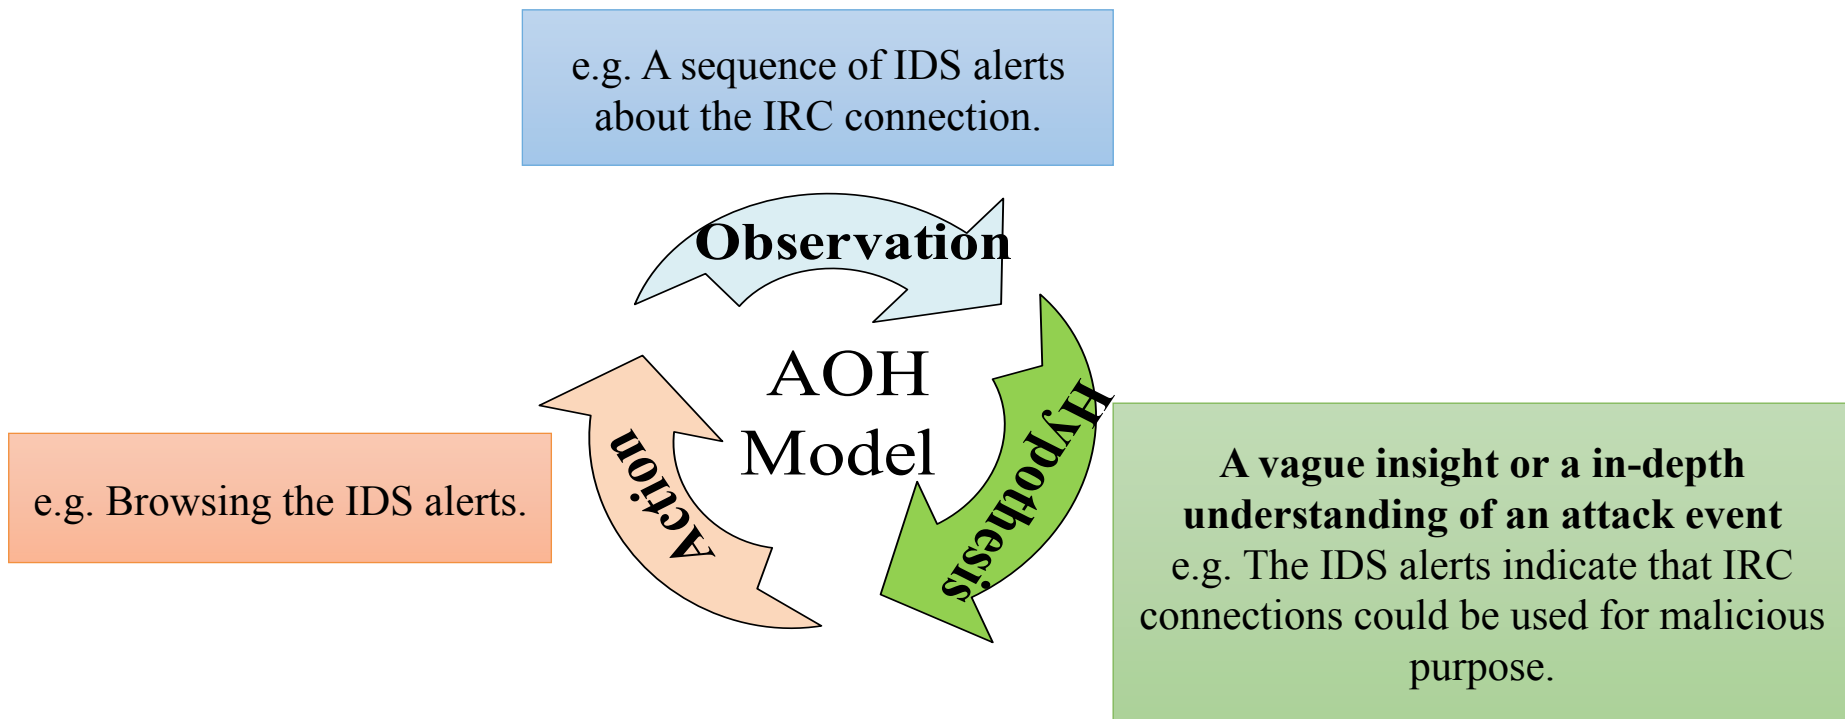 e.g. A sequence of IDS alerts
about the IRC connection.
Observation
AOH
Model
Hypothesis
Action
e.g. Browsing the IDS alerts.
A vague insight or a in-depth
understanding of an attack event
e.g. The IDS alerts indicate that IRC
connections could be used for malicious
purpose.